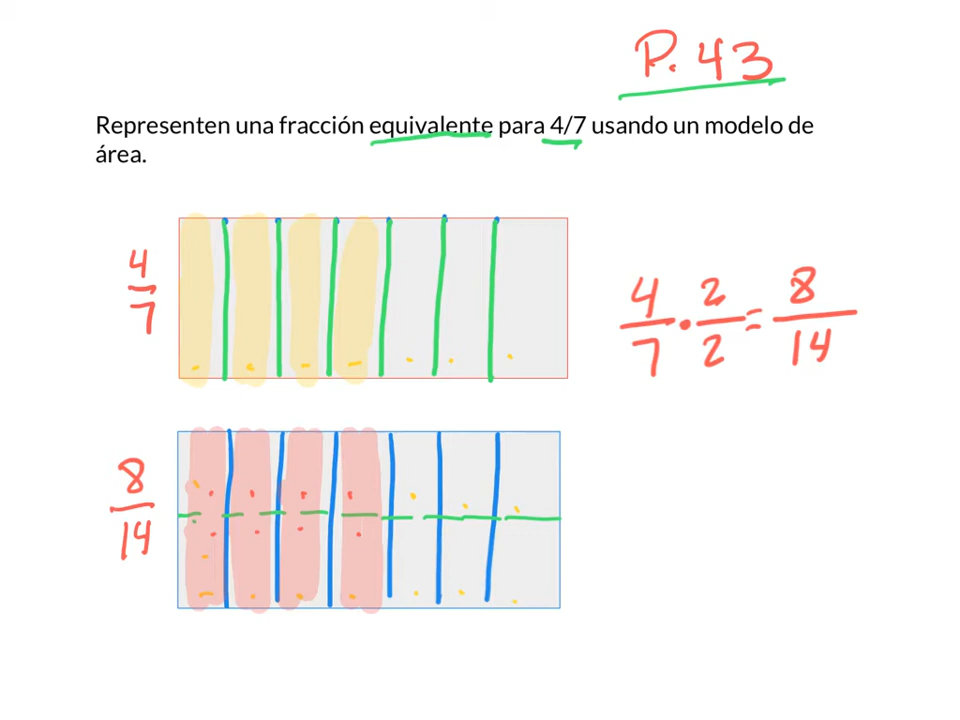 P. 43
Representen una fracción equivalente para 4/7 usando un modelo de
área.
4/7
4/7 · 2/2 = 8/14
8/14